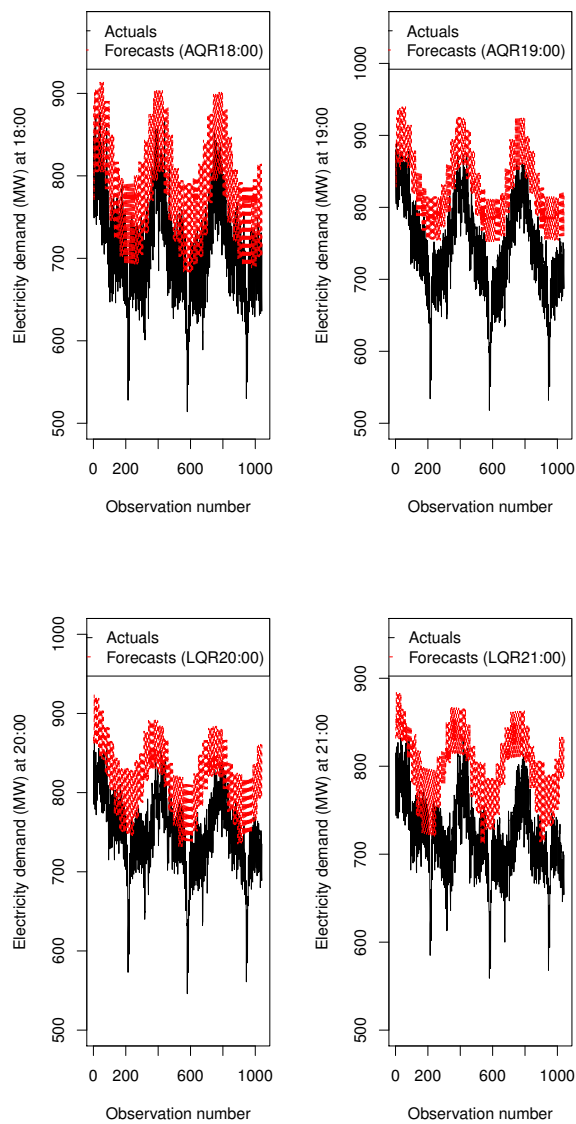 Actuals
Forecasts (AQR18:00)
Electricity demand (MW) at 18:00
500
600
700
800
900
0
200
600
1000
Observation number
Actuals
Forecasts (AQR19:00)
Electricity demand (MW) at 19:00
500
600
700
800
900
1000
0
200
600
1000
Observation number
Actuals
Forecasts (LQR20:00)
Electricity demand (MW) at 20:00
500
600
700
800
900
1000
0
200
600
1000
Observation number
Actuals
Forecasts (LQR21:00)
Electricity demand (MW) at 21:00
500
600
700
800
900
0
200
600
1000
Observation number